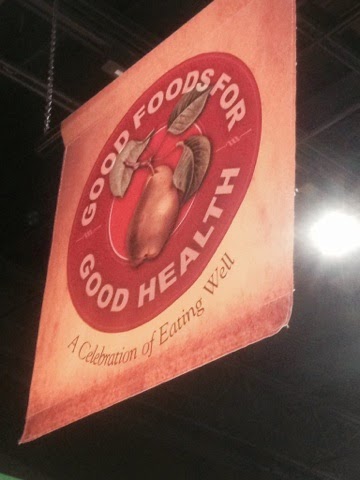 GOOD FOODS FOR
GOOD HEALTH
A Celebration of Eating Well